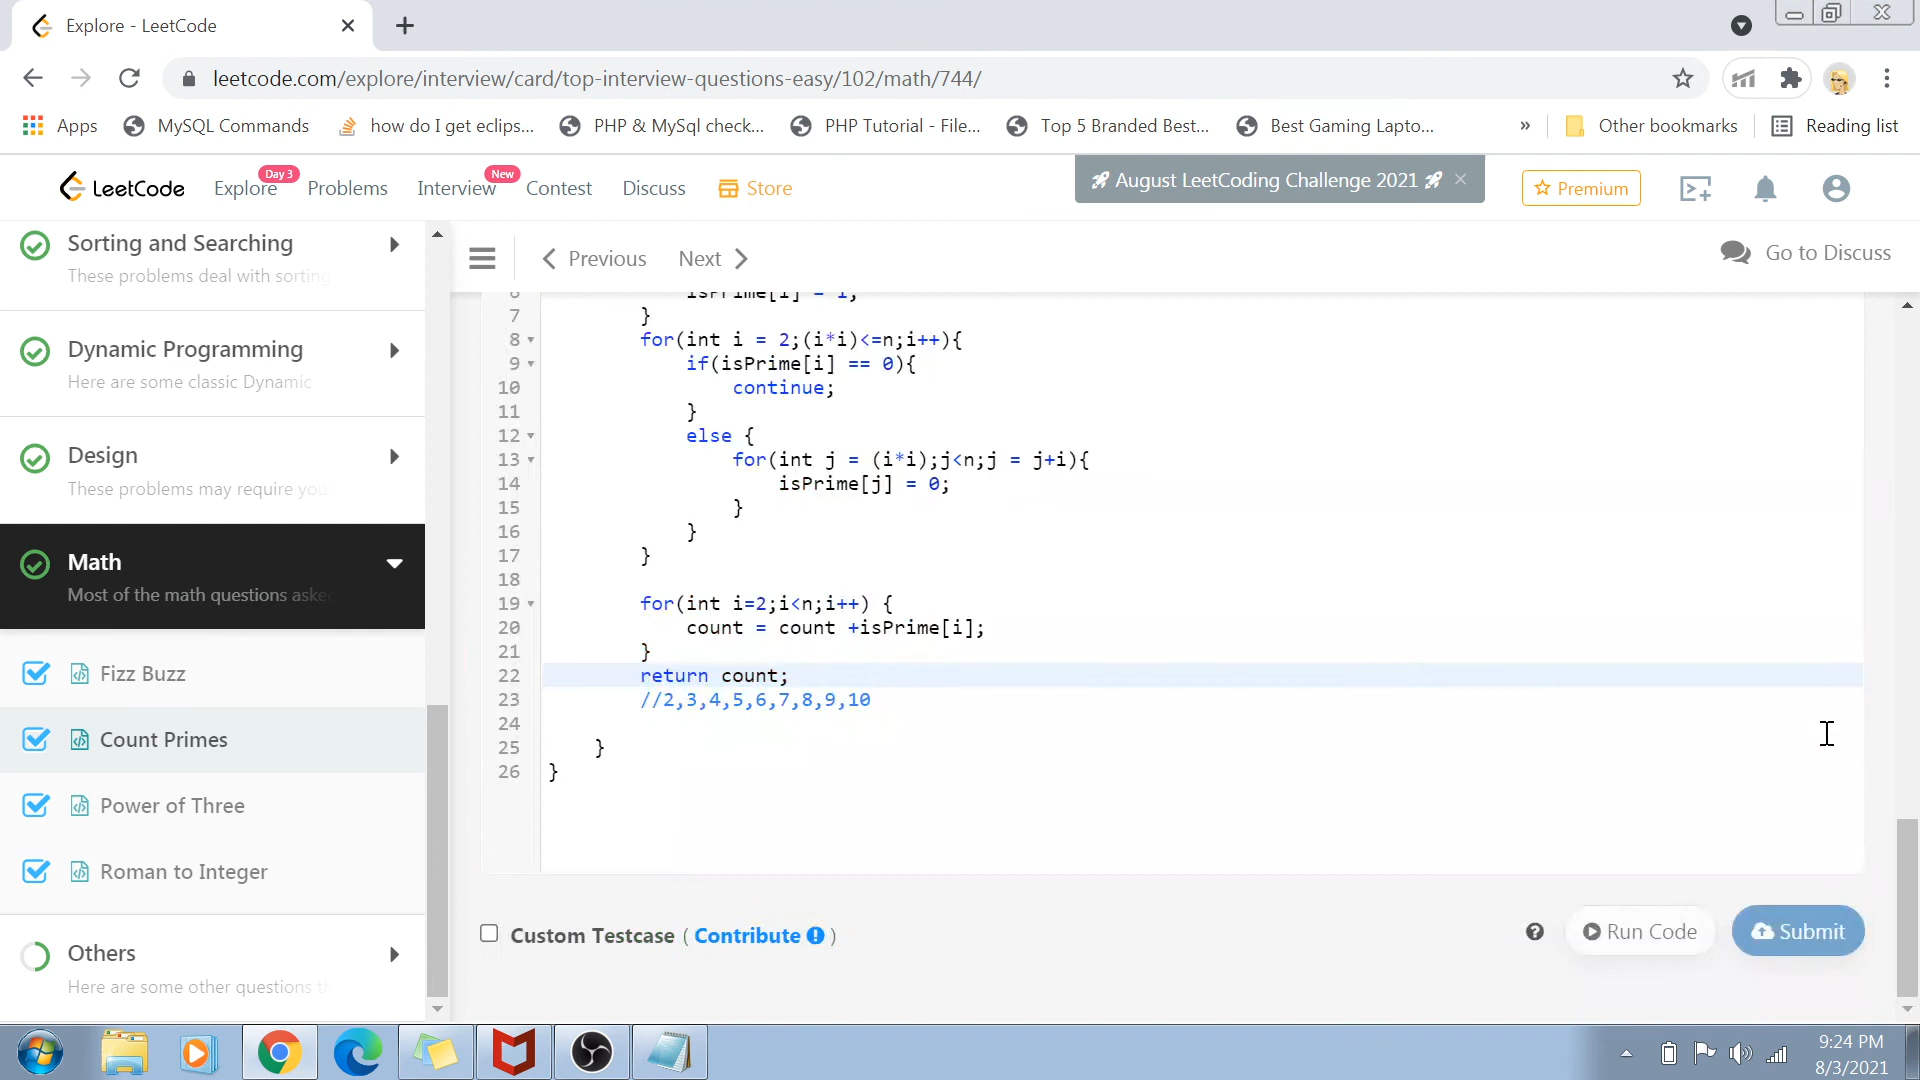 Explore - LeetCode
leetcode.com/explore/interview/card/top-interview-questions-easy/102/math/744/
Apps MySQL Commands how do I get eclips... PHP & MySql check... PHP Tutorial - File... Top 5 Branded Best... Best Gaming Lapto... » Other bookmarks Reading list
LeetCode Explore Day 3 Problems Interview New Contest Discuss Store August LeetCoding Challenge 2021 Premium
Sorting and Searching
These problems deal with sorting
Dynamic Programming
Here are some classic Dynamic
Design
These problems may require you
Math
Most of the math questions aske
Fizz Buzz
Count Primes
Power of Three
Roman to Integer
Others
Here are some other questions th
Previous Next Go to Discuss
6 isPrime[i] = 1;
7 }
8 for(int i = 2;(i*i)<=n;i++){
9 if(isPrime[i] == 0){
10 continue;
11 }
12 else {
13 for(int j = (i*i);j<n;j = j+i){
14 isPrime[j] = 0;
15 }
16 }
17 }
18
19 for(int i=2;i<n;i++) {
20 count = count +isPrime[i];
21 }
22 return count;
23 //2,3,4,5,6,7,8,9,10
24
25 }
26 }
Custom Testcase ( Contribute )
Run Code Submit
9:24 PM
8/3/2021